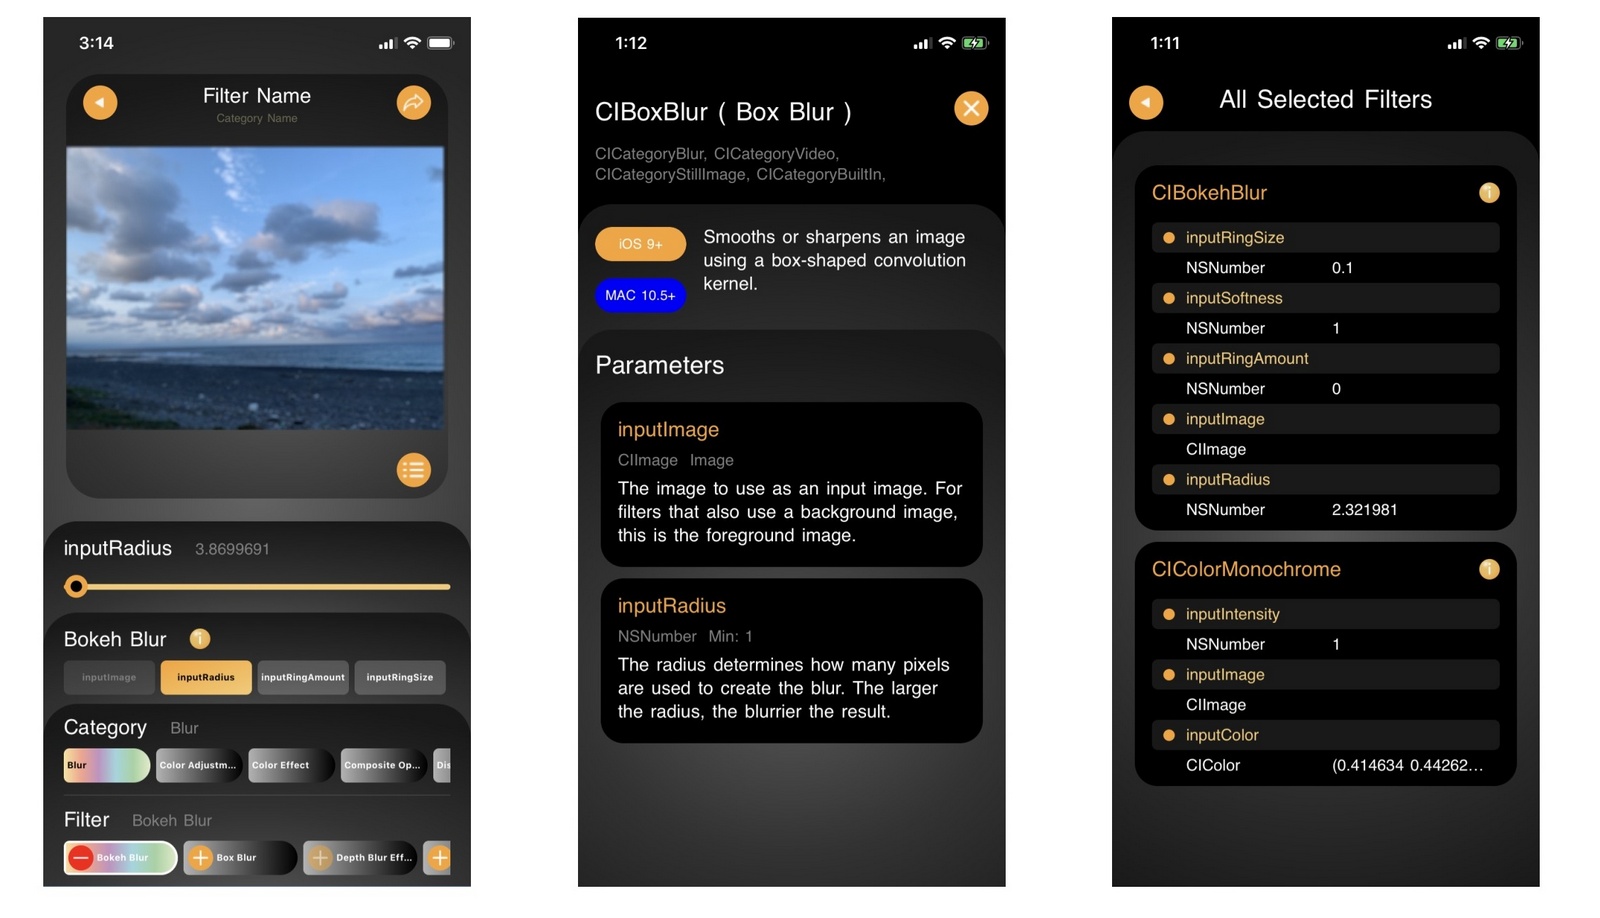 3:14
Filter Name
Category Name
inputRadius 3.8699691
Bokeh Blur i
inputImage inputRadius inputRingAmount inputRingSize
Category Blur
Blur Color Adjustm... Color Effect Composite Op... Dis
Filter Bokeh Blur
Bokeh Blur Box Blur Depth Blur Eff...
1:12
CIBoxBlur ( Box Blur )
CICategoryBlur, CICategoryVideo,
CICategoryStillImage, CICategoryBuiltIn,
iOS 9+
MAC 10.5+
Smooths or sharpens an image
using a box-shaped convolution
kernel.
Parameters
inputImage
CIImage Image
The image to use as an input image. For
filters that also use a background image,
this is the foreground image.
inputRadius
NSNumber Min: 1
The radius determines how many pixels
are used to create the blur. The larger
the radius, the blurrier the result.
1:11
All Selected Filters
CIBokehBlur i
inputRingSize
NSNumber 0.1
inputSoftness
NSNumber 1
inputRingAmount
NSNumber 0
inputImage
CIImage
inputRadius
NSNumber 2.321981
CIColorMonochrome i
inputIntensity
NSNumber 1
inputImage
CIImage
inputColor
CIColor (0.414634 0.44262...